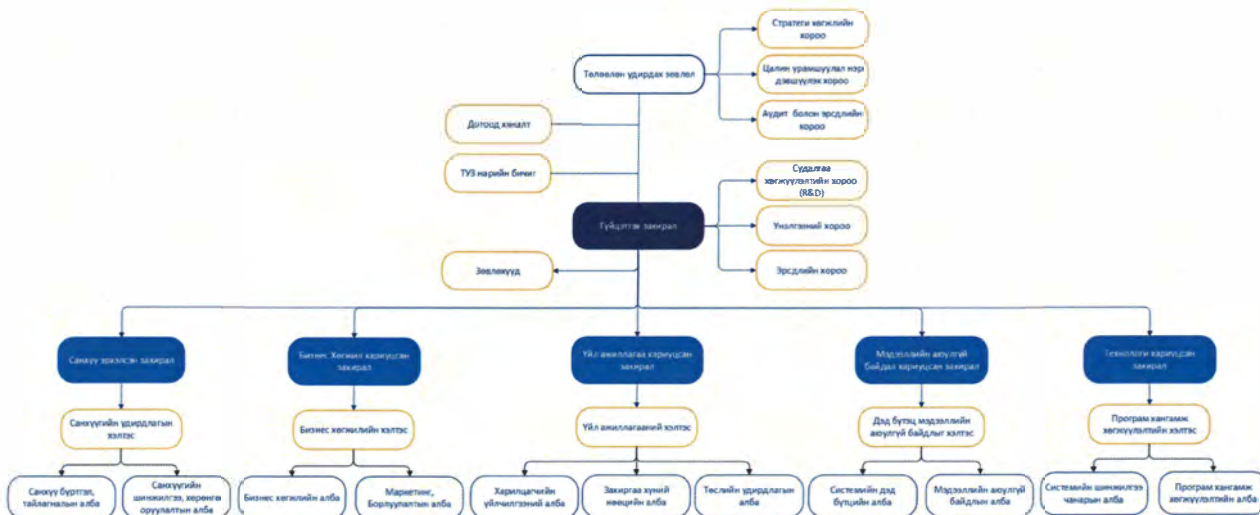 Стратеги хөгжлийн
хороо
Төлөөлөн удирдах зөвлөл
Цалин урамшуулал нэр
дэвшүүлэх хороо
Аудит болон эрсдлийн
хороо
Дотоод хяналт
ТУЗ нарийн бичиг
Судалгаа
хөгжүүлэлтийн хороо
(R&D)
Гүйцэтгэх захирал
Үнэлгээний хороо
Зөвлөхүүд
Эрсдлийн хороо
Санхүү эрхэлсэн захирал
Бизнес Хөгжил хариуцсан
захирал
Үйл ажиллагаа хариуцсан
захирал
Мэдээллийн аюулгүй
байдал хариуцсан захирал
Технологи хариуцсан
захирал
Санхүүгийн удирдлагын
хэлтэс
Бизнес хөгжилийн хэлтэс
Үйл ажиллагааний хэлтэс
Дэд бүтэц мэдээллийн
аюулгүй байдлыг хэлтэс
Програм хангамж
хөгжүүлэлтийн хэлтэс
Санхүү бүртгэл,
тайлагналын алба
Санхүүгийн
шинжилгээ, хөрөнгө
оруулалтын алба
Бизнес хөгжлийн алба
Маркетинг,
Борлуулалтын алба
Харилцагчийн
үйлчилгээний алба
Захиргаа хүний
нөөцийн алба
Төслийн удирдлагын
алба
Системийн дэд
бүтцийн алба
Мэдээллийн аюулгүй
байдлын алба
Системийн шинжилгээ
чанарын алба
Програм хангамж
хөгжүүлэлтийн алба